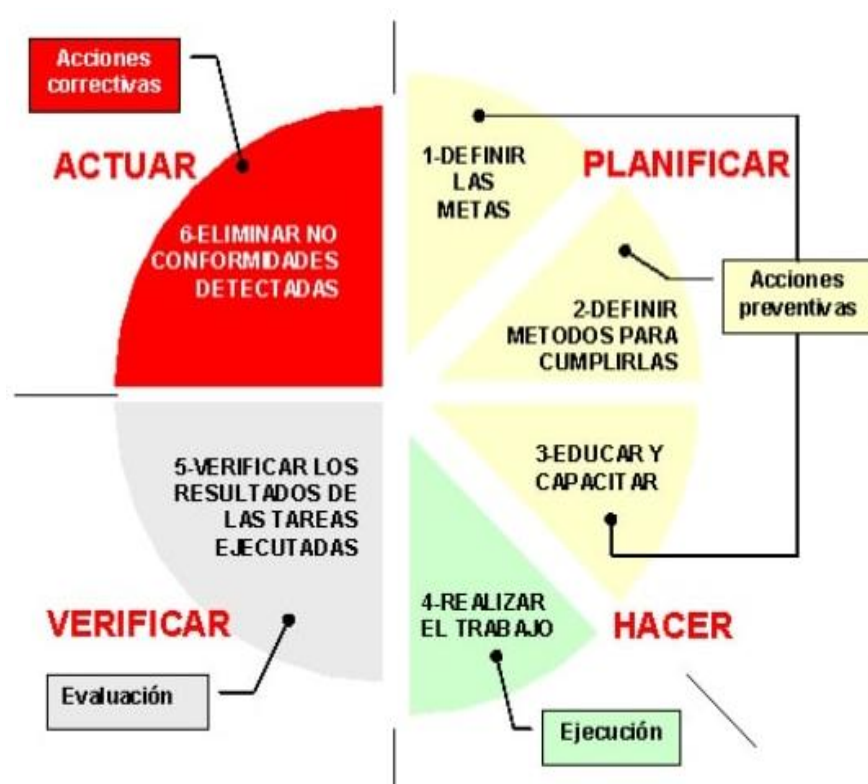 Acciones
correctivas
ACTUAR
6-ELIMINAR NO
CONFORMIDADES
DETECTADAS
1-DEFINIR
LAS
METAS
PLANIFICAR
2-DEFINIR
METODOS PARA
CUMPLIRLAS
Acciones
preventivas
3-EDUCAR Y
CAPACITAR
HACER
4-REALIZAR
EL TRABAJO
Ejecución
5-VERIFICAR LOS
RESULTADOS DE
LAS TAREAS
EJECUTADAS
VERIFICAR
Evaluación